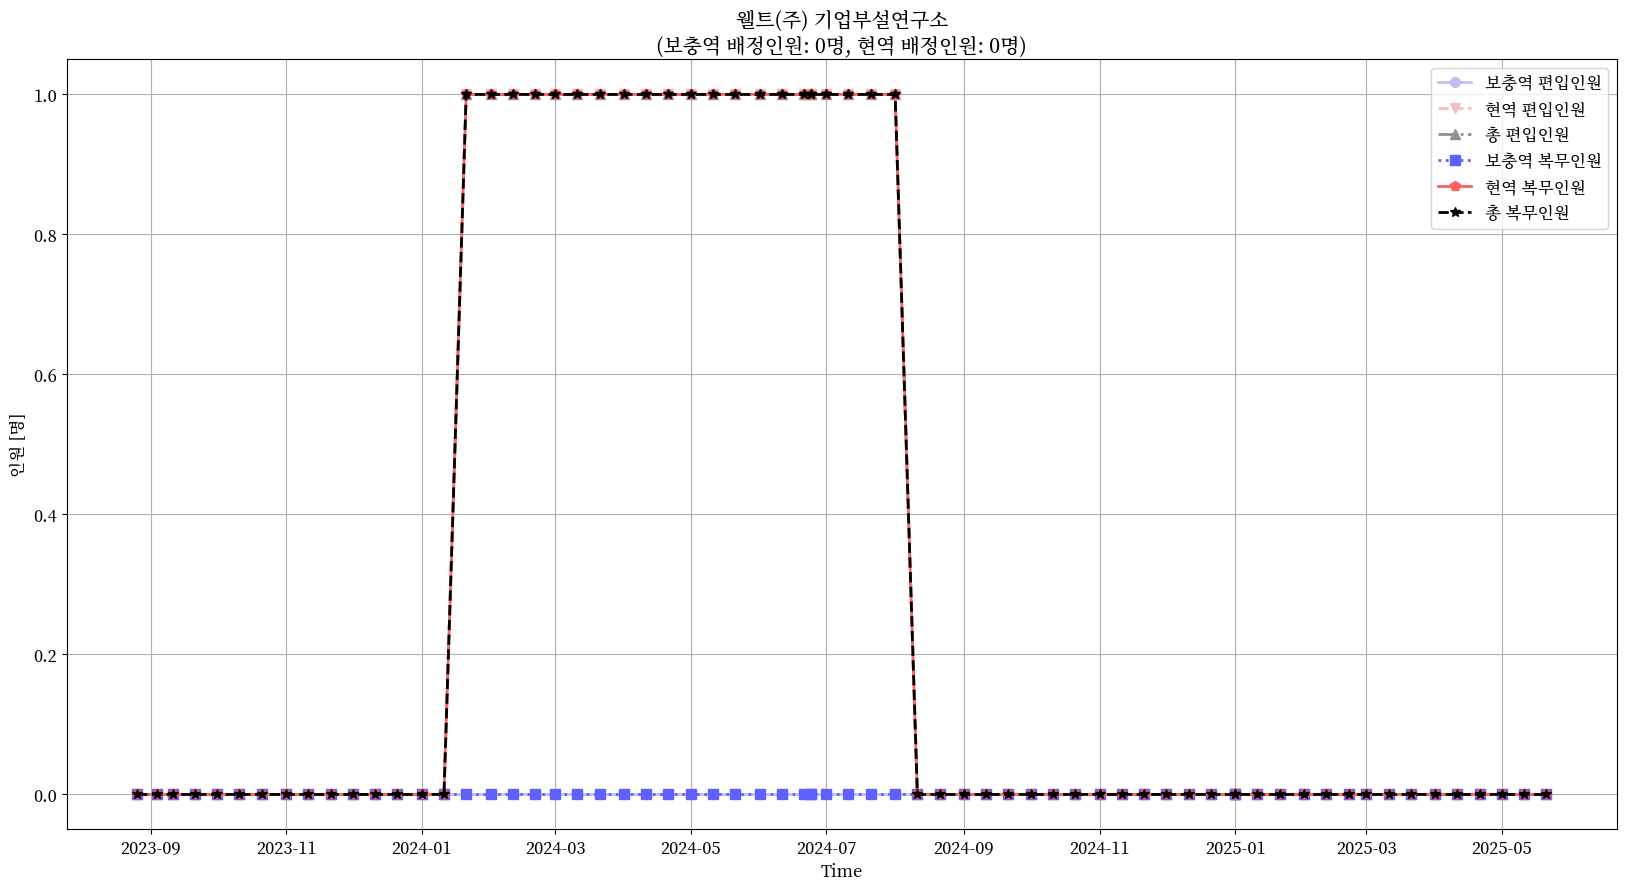 웰트(주) 기업부설연구소
(보충역 배정인원: 0명, 현역 배정인원: 0명)
보충역 편입인원
현역 편입인원
총 편입인원
보충역 복무인원
현역 복무인원
총 복무인원
인원 [명]
1.0
0.8
0.6
0.4
0.2
0.0
2023-09
2023-11
2024-01
2024-03
2024-05
2024-07
2024-09
2024-11
2025-01
2025-03
2025-05
Time